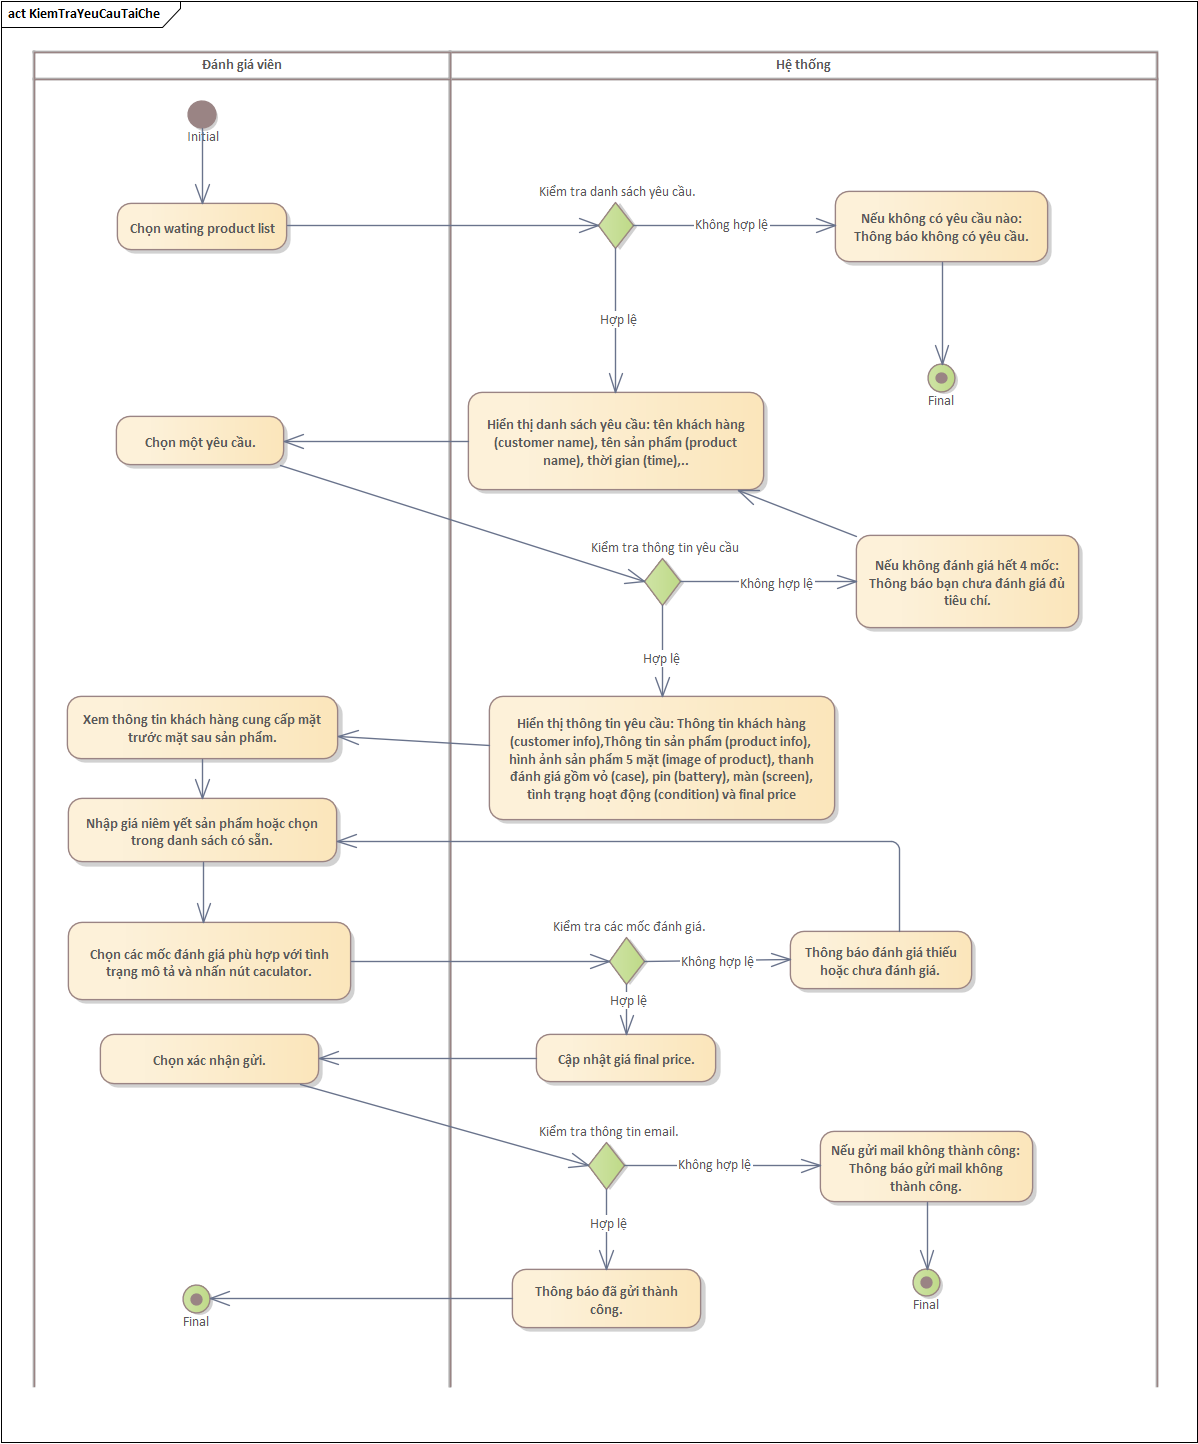 act KiemTraYeuCauTaiChe
Đánh giá viên
Hệ thống
Initial
Kiểm tra danh sách yêu cầu.
Chọn wating product list
Không hợp lệ
Nếu không có yêu cầu nào:
Thông báo không có yêu cầu.
Hợp lệ
Final
Chọn một yêu cầu.
Hiển thị danh sách yêu cầu: tên khách hàng
(customer name), tên sản phẩm (product
name), thời gian (time),..
Kiểm tra thông tin yêu cầu
Không hợp lệ
Nếu không đánh giá hết 4 mốc:
Thông báo bạn chưa đánh giá đủ
tiêu chí.
Hợp lệ
Xem thông tin khách hàng cung cấp mặt
trước mặt sau sản phẩm.
Hiển thị thông tin yêu cầu: Thông tin khách hàng
(customer info),Thông tin sản phẩm (product info),
hình ảnh sản phẩm 5 mặt (image of product), thanh
đánh giá gồm vỏ (case), pin (battery), màn (screen),
tình trạng hoạt động (condition) và final price
Nhập giá niêm yết sản phẩm hoặc chọn
trong danh sách có sẵn.
Kiểm tra các mốc đánh giá.
Chọn các mốc đánh giá phù hợp với tình
trạng mô tả và nhấn nút caculator.
Không hợp lệ
Thông báo đánh giá thiếu
hoặc chưa đánh giá.
Hợp lệ
Chọn xác nhận gửi.
Cập nhật giá final price.
Kiểm tra thông tin email.
Không hợp lệ
Nếu gửi mail không thành công:
Thông báo gửi mail không
thành công.
Hợp lệ
Thông báo đã gửi thành
công.
Final
Final